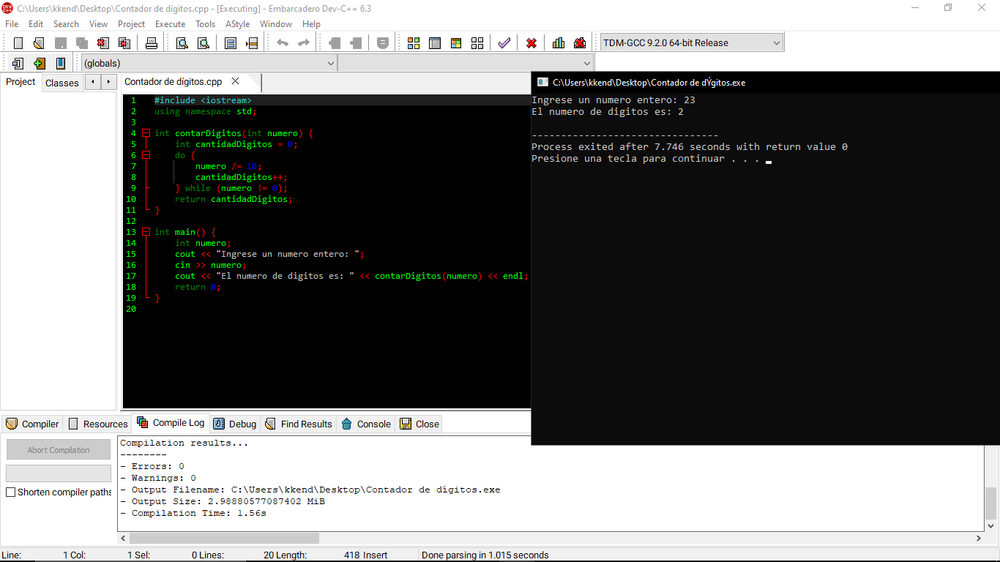 C:\Users\kkend\Desktop\Contador de dígitos.cpp - [Executing] - Embarcadero Dev-C++ 6.3
File Edit Search View Project Execute Tools AStyle Window Help
TDM-GCC 9.2.0 64-bit Release
(globals)
Project Classes
Contador de dígitos.cpp
1 #include <iostream>
2 using namespace std;
3
4 int contarDigitos(int numero) {
5 int cantidadDigitos = 0;
6 do {
7 numero /= 10;
8 cantidadDigitos++;
9 } while (numero != 0);
10 return cantidadDigitos;
11 }
12
13 int main() {
14 int numero;
15 cout << "Ingrese un numero entero: ";
16 cin >> numero;
17 cout << "El numero de digitos es: " << contarDigitos(numero) << endl;
18 return 0;
19 }
20
C:\Users\kkend\Desktop\Contador de dÝgitos.exe
Ingrese un numero entero: 23
El numero de digitos es: 2
--------------------------------
Process exited after 7.746 seconds with return value 0
Presione una tecla para continuar . . .
Compiler Resources Compile Log Debug Find Results Console Close
Abort Compilation
Shorten compiler paths
Compilation results...
--------
- Errors: 0
- Warnings: 0
- Output Filename: C:\Users\kkend\Desktop\Contador de dígitos.exe
- Output Size: 2.98880577087402 MiB
- Compilation Time: 1.56s
Line: 1 Col: 1 Sel: 0 Lines: 20 Length: 418 Insert Done parsing in 1.015 seconds